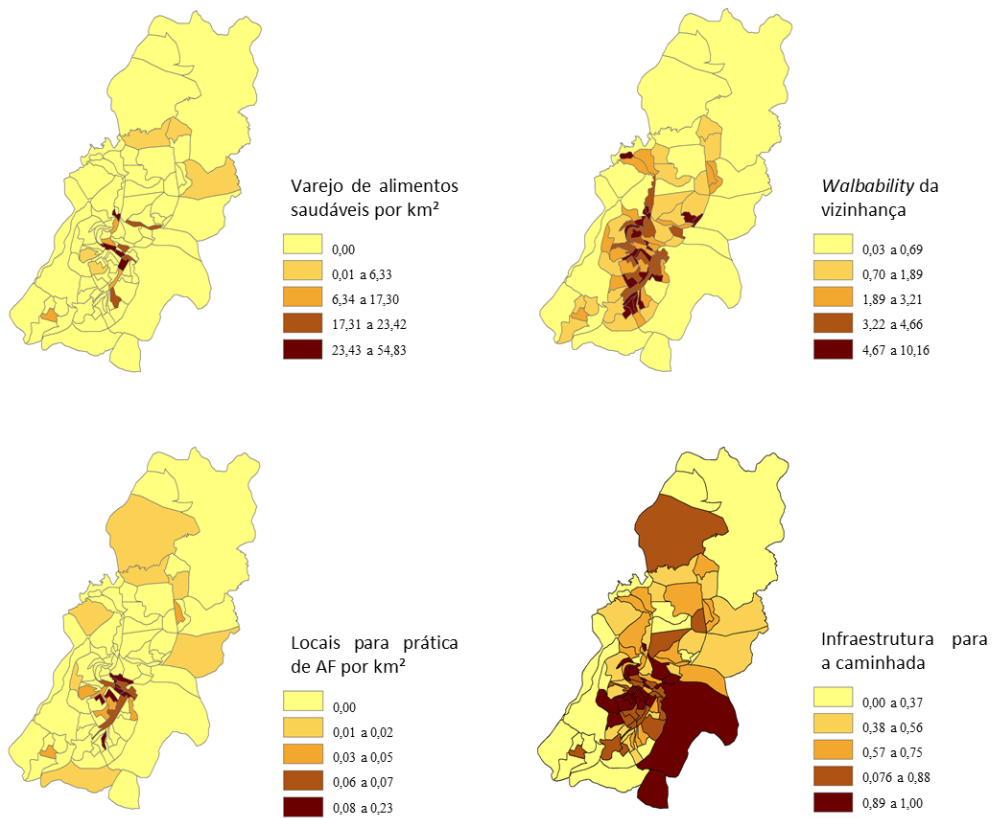 Varejo de alimentos
saudáveis por km²
0,00
0,01 a 6,33
6,34 a 17,30
17,31 a 23,42
23,43 a 54,83
Walbability da
vizinhança
0,03 a 0,69
0,70 a 1,89
1,89 a 3,21
3,22 a 4,66
4,67 a 10,16
Locais para prática
de AF por km²
0,00
0,01 a 0,02
0,03 a 0,05
0,06 a 0,07
0,08 a 0,23
Infraestrutura para
a caminhada
0,00 a 0,37
0,38 a 0,56
0,57 a 0,75
0,076 a 0,88
0,89 a 1,00